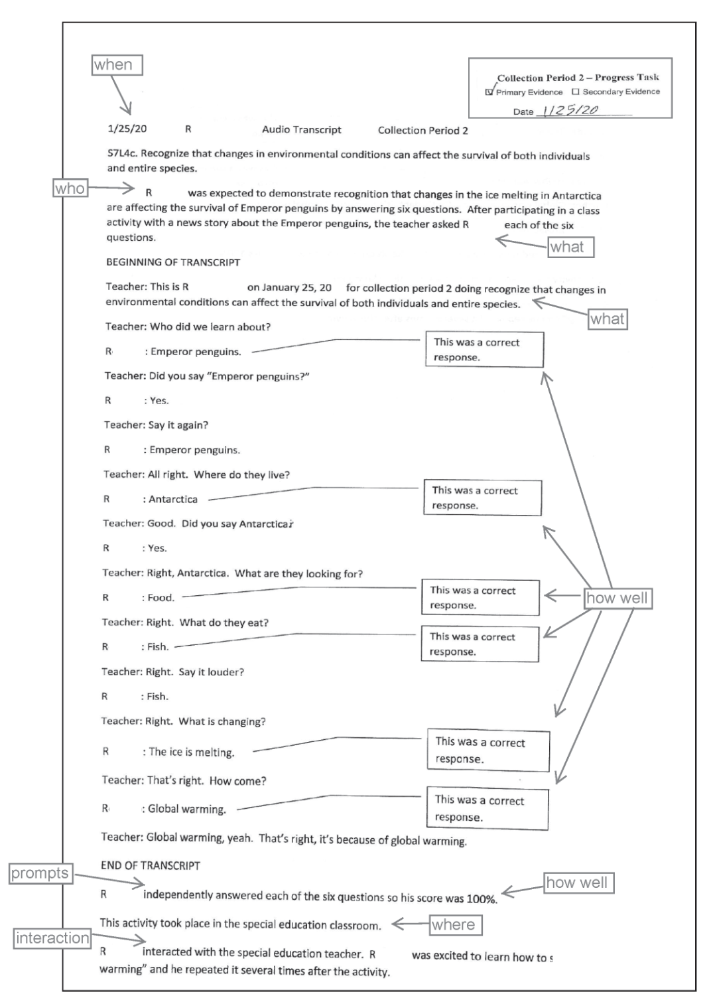 when
Collection Period 2 – Progress Task
Primary Evidence Secondary Evidence
Date 1/25/20
1/25/20 R Audio Transcript Collection Period 2
S7L4c. Recognize that changes in environmental conditions can affect the survival of both individuals
and entire species.
who
R was expected to demonstrate recognition that changes in the ice melting in Antarctica
are affecting the survival of Emperor penguins by answering six questions. After participating in a class
activity with a news story about the Emperor penguins, the teacher asked R each of the six
questions.
what
BEGINNING OF TRANSCRIPT
Teacher: This is R on January 25, 20 for collection period 2 doing recognize that changes in
environmental conditions can affect the survival of both individuals and entire species.
what
Teacher: Who did we learn about?
This was a correct
response.
R : Emperor penguins.
Teacher: Did you say "Emperor penguins?"
R : Yes.
Teacher: Say it again?
R : Emperor penguins.
Teacher: All right. Where do they live?
This was a correct
response.
R : Antarctica
Teacher: Good. Did you say Antarctica
R : Yes.
Teacher: Right, Antarctica. What are they looking for?
This was a correct
response.
R : Food.
how well
Teacher: Right. What do they eat?
This was a correct
response.
R : Fish.
Teacher: Right. Say it louder?
R : Fish.
Teacher: Right. What is changing?
This was a correct
response.
R : The ice is melting.
Teacher: That's right. How come?
This was a correct
response.
R : Global warming.
Teacher: Global warming, yeah. That's right, it's because of global warming.
END OF TRANSCRIPT
prompts
how well
R independently answered each of the six questions so his score was 100%.
This activity took place in the special education classroom.
where
interaction
R interacted with the special education teacher. R was excited to learn how to
warming" and he repeated it several times after the activity.